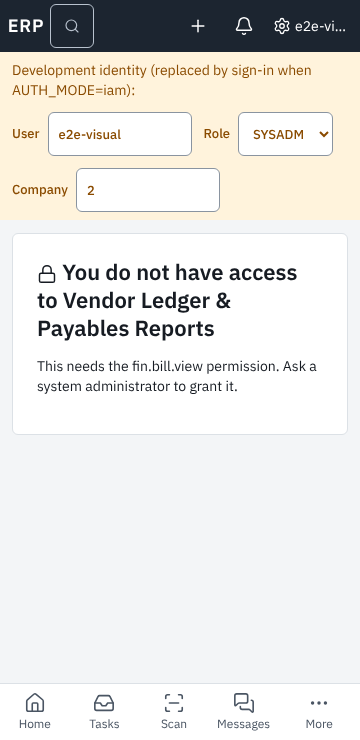 ERP
e2e-vi...
Development identity (replaced by sign-in when
AUTH_MODE=iam):
User
e2e-visual
Role
SYSADM
Company
2
You do not have access
to Vendor Ledger &
Payables Reports
This needs the fin.bill.view permission. Ask a
system administrator to grant it.
Home
Tasks
Scan
Messages
More